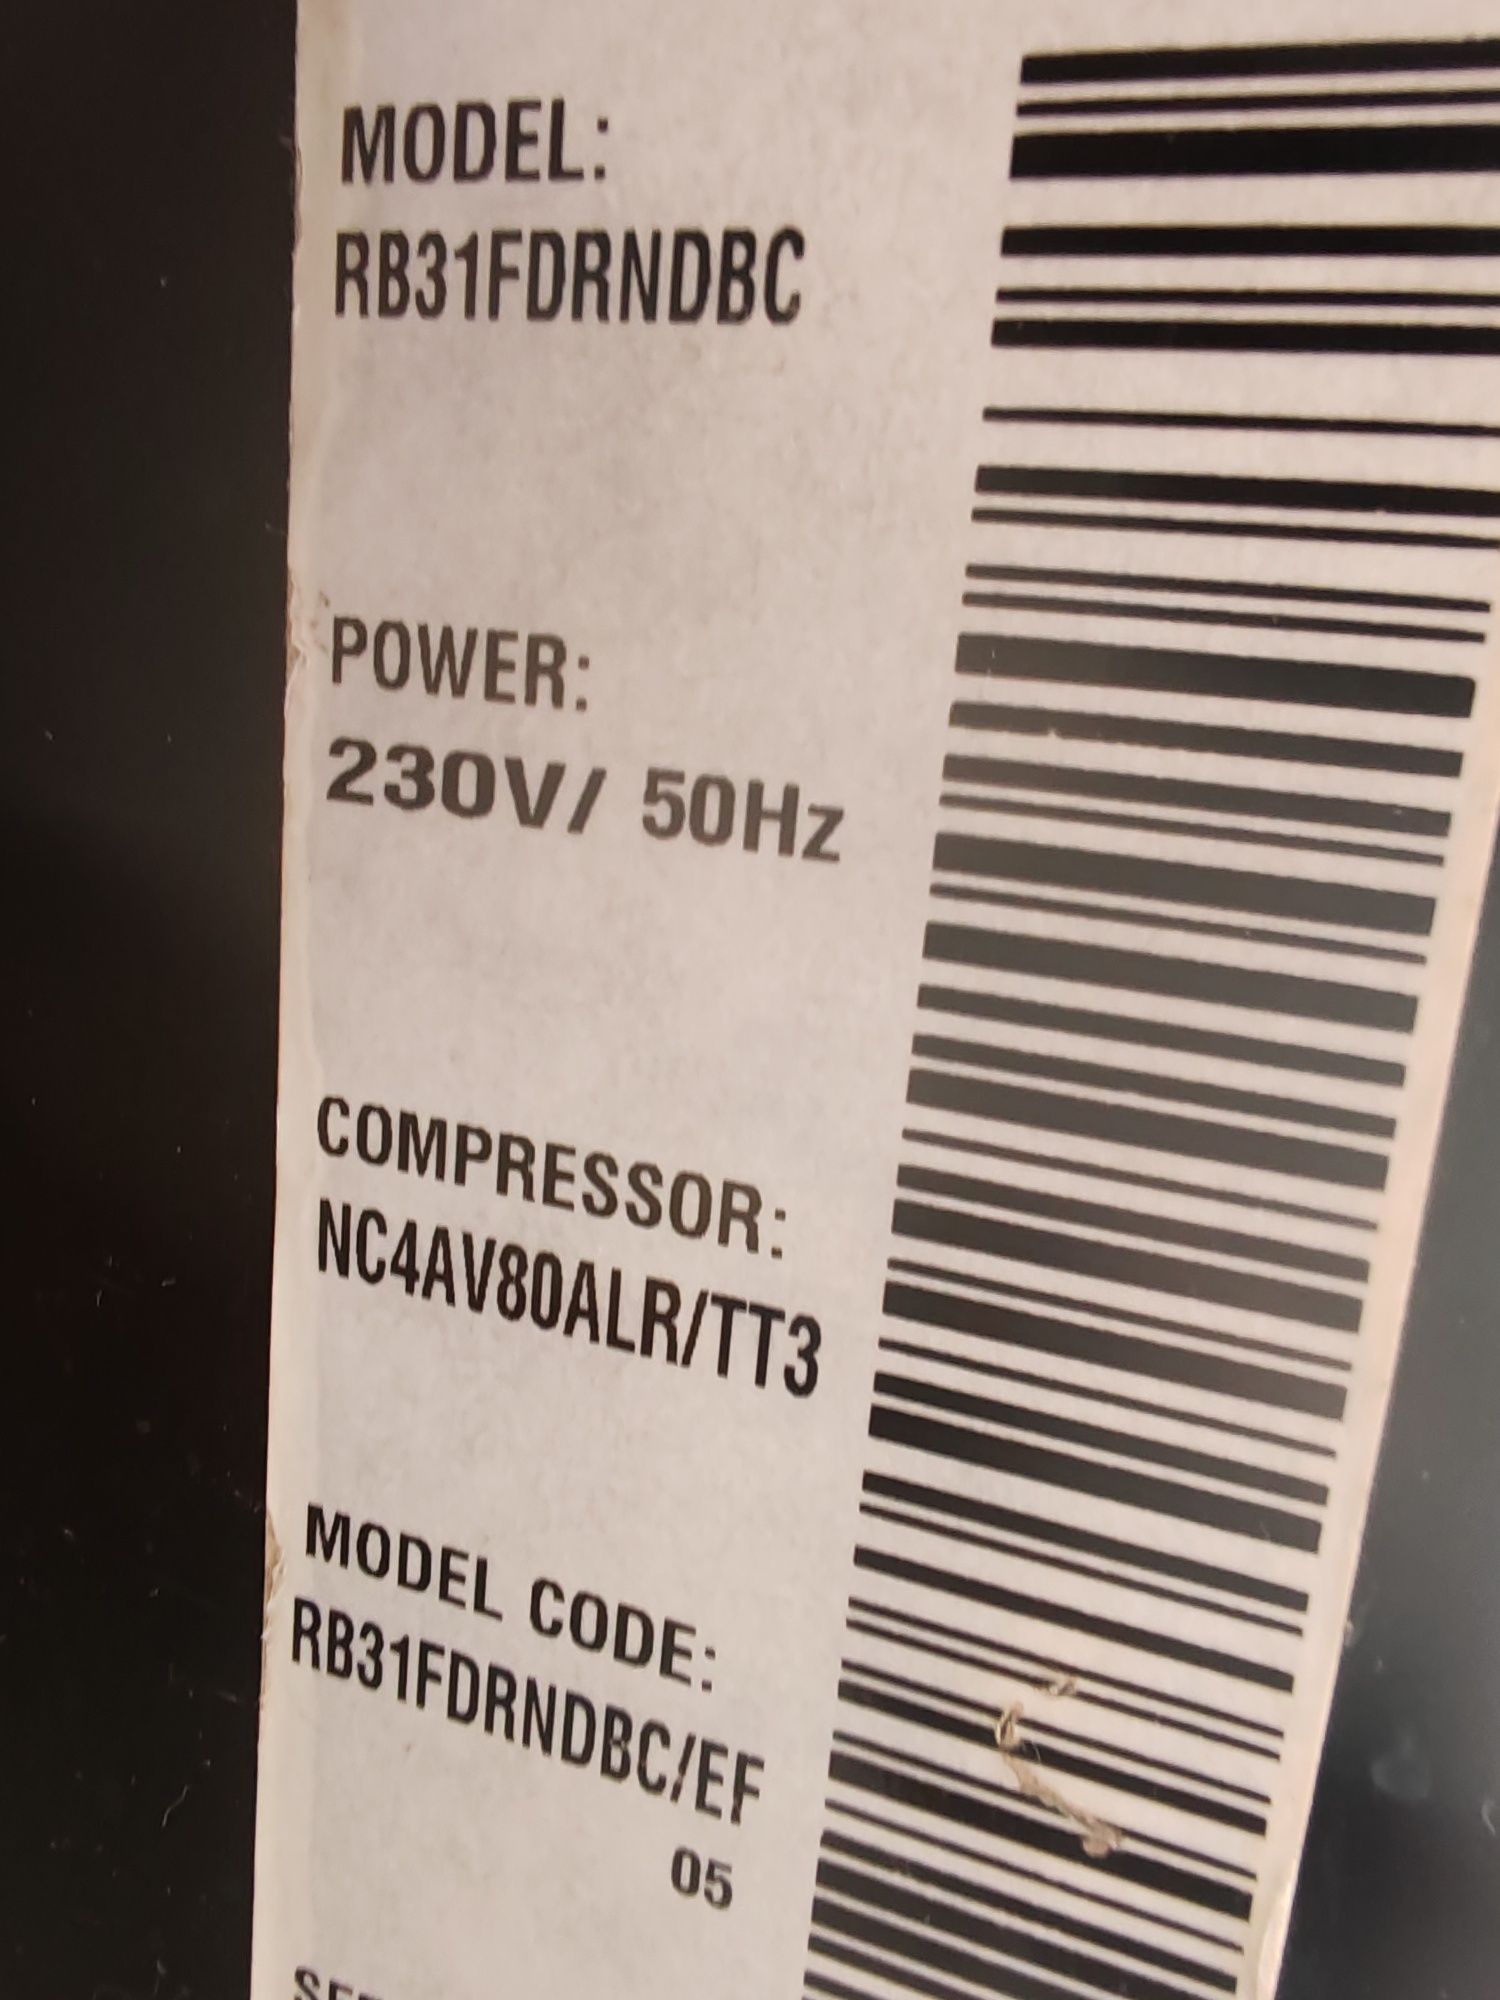 MODEL:
RB31FDRNDBC
POWER:
230V/ 50Hz
COMPRESSOR:
NC4AV80ALR/TT3
MODEL CODE:
RB31FDRNDBC/EF
05